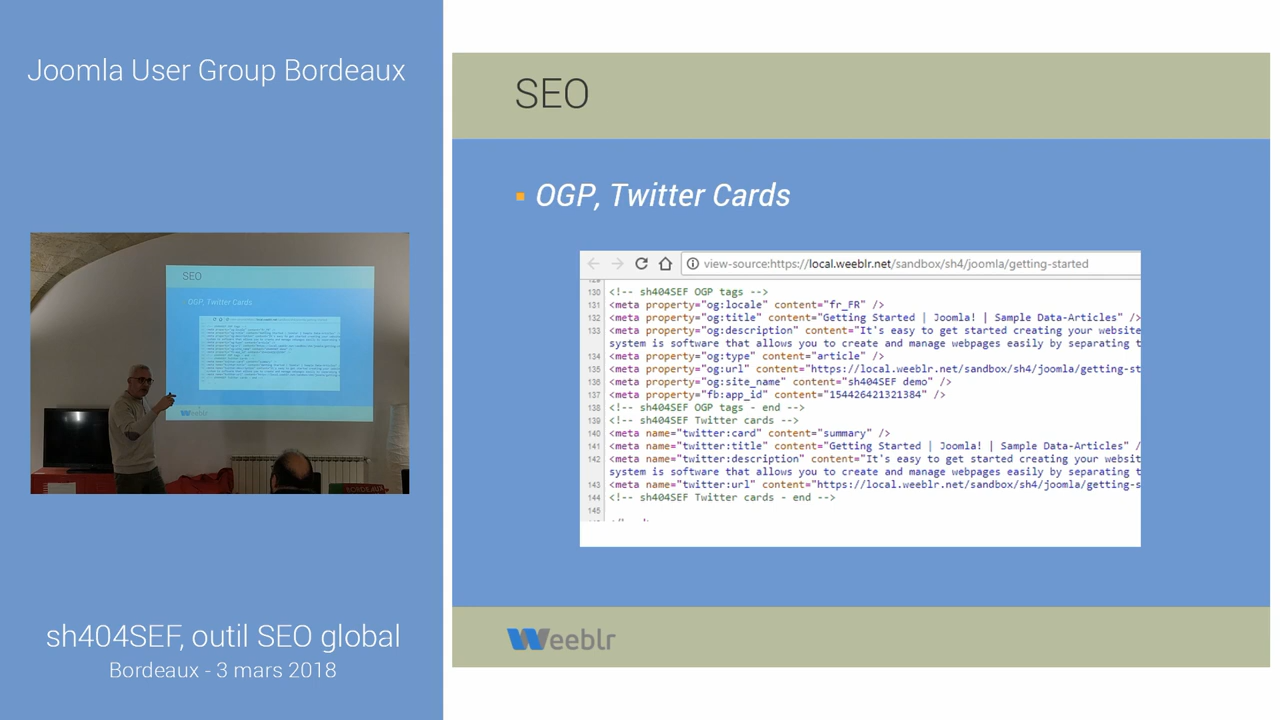 Joomla User Group Bordeaux
SEO
OGP, Twitter Cards
Weeblr
BORDEAUX
sh404SEF, outil SEO global
Bordeaux - 3 mars 2018
SEO
▪ OGP, Twitter Cards
view-source:https://local.weeblr.net/sandbox/sh4/joomla/getting-started
130 <!-- sh404SEF OGP tags -->
131 <meta property="og:locale" content="fr_FR" />
132 <meta property="og:title" content="Getting Started | Joomla! | Sample Data-Articles" />
133 <meta property="og:description" content="It's easy to get started creating your website
system is software that allows you to create and manage webpages easily by separating t
134 <meta property="og:type" content="article" />
135 <meta property="og:url" content="https://local.weeblr.net/sandbox/sh4/joomla/getting-st
136 <meta property="og:site_name" content="sh404SEF demo" />
137 <meta property="fb:app_id" content="154426421321384" />
138 <!-- sh404SEF OGP tags - end -->
139 <!-- sh404SEF Twitter cards -->
140 <meta name="twitter:card" content="summary" />
141 <meta name="twitter:title" content="Getting Started | Joomla! | Sample Data-Articles" /
142 <meta name="twitter:description" content="It's easy to get started creating your website
system is software that allows you to create and manage webpages easily by separating t
143 <meta name="twitter:url" content="https://local.weeblr.net/sandbox/sh4/joomla/getting-s
144 <!-- sh404SEF Twitter cards - end -->
145
Weeblr